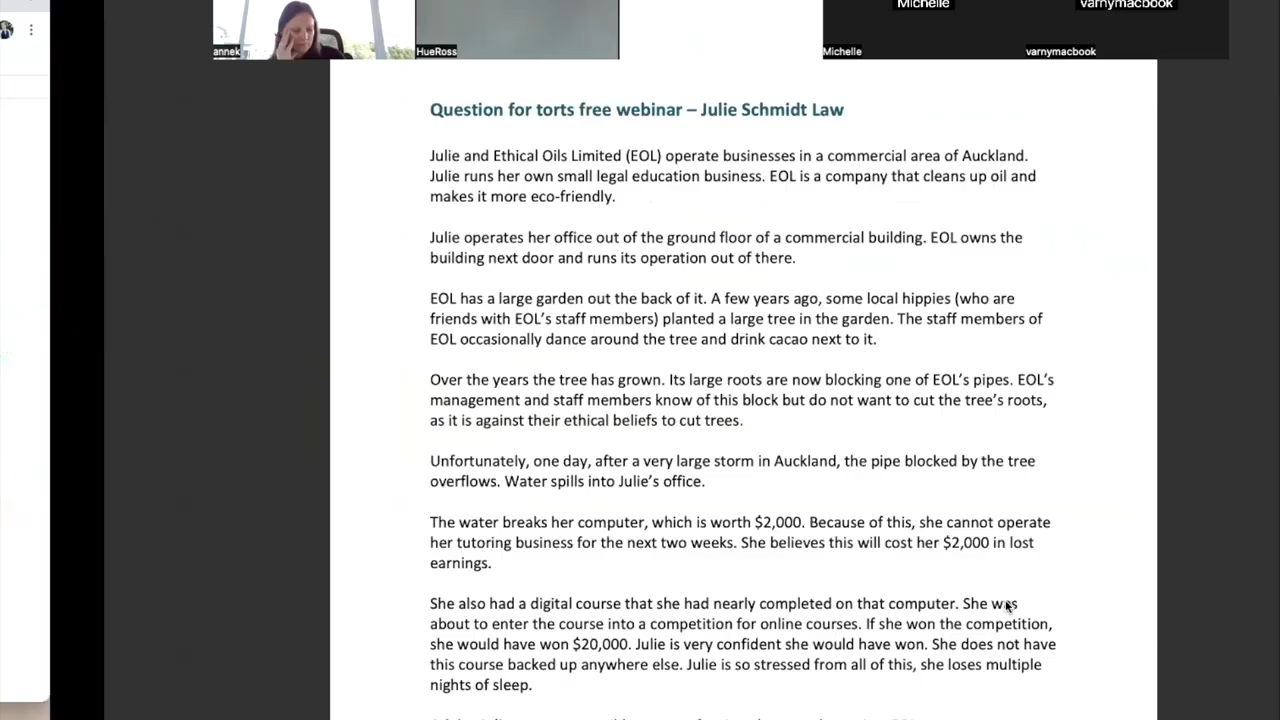 Michelle
varnymacbook
annek
HueRoss
Michelle
varnymacbook
Question for torts free webinar – Julie Schmidt Law
Julie and Ethical Oils Limited (EOL) operate businesses in a commercial area of Auckland.
Julie runs her own small legal education business. EOL is a company that cleans up oil and
makes it more eco-friendly.
Julie operates her office out of the ground floor of a commercial building. EOL owns the
building next door and runs its operation out of there.
EOL has a large garden out the back of it. A few years ago, some local hippies (who are
friends with EOL’s staff members) planted a large tree in the garden. The staff members of
EOL occasionally dance around the tree and drink cacao next to it.
Over the years the tree has grown. Its large roots are now blocking one of EOL’s pipes. EOL’s
management and staff members know of this block but do not want to cut the tree’s roots,
as it is against their ethical beliefs to cut trees.
Unfortunately, one day, after a very large storm in Auckland, the pipe blocked by the tree
overflows. Water spills into Julie’s office.
The water breaks her computer, which is worth $2,000. Because of this, she cannot operate
her tutoring business for the next two weeks. She believes this will cost her $2,000 in lost
earnings.
She also had a digital course that she had nearly completed on that computer. She was
about to enter the course into a competition for online courses. If she won the competition,
she would have won $20,000. Julie is very confident she would have won. She does not have
this course backed up anywhere else. Julie is so stressed from all of this, she loses multiple
nights of sleep.